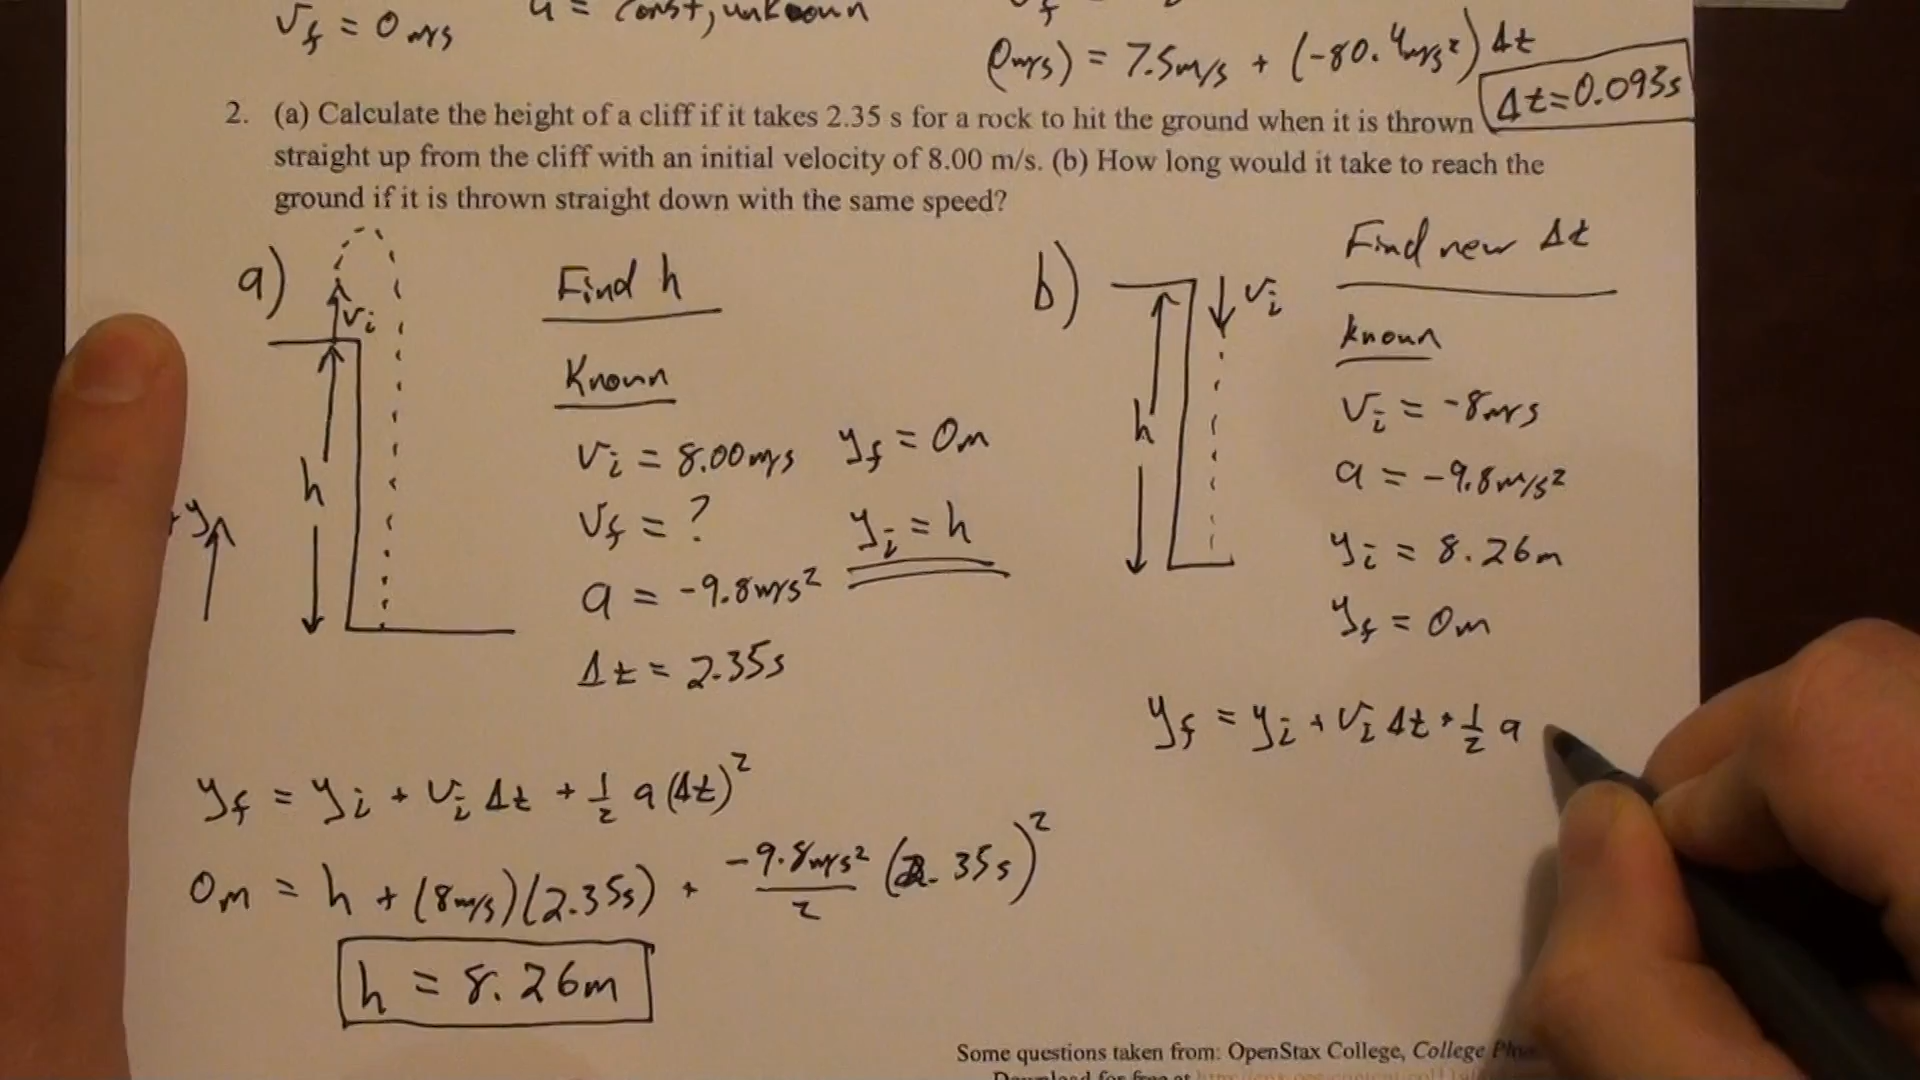 v_f = 0 m/s
a = const, unknown
(0 m/s) = 7.5 m/s + (-80.4 m/s²) Δt
Δt = 0.093s
2. (a) Calculate the height of a cliff if it takes 2.35 s for a rock to hit the ground when it is thrown
straight up from the cliff with an initial velocity of 8.00 m/s. (b) How long would it take to reach the
ground if it is thrown straight down with the same speed?
a)
v_i
h
+y
Find h
Known
v_i = 8.00 m/s
y_f = 0m
v_f = ?
y_i = h
a = -9.8 m/s²
Δt = 2.35s
y_f = y_i + v_i Δt + 1/2 a (Δt)²
0m = h + (8 m/s)(2.35s) + -9.8 m/s²/2 (2.35s)²
h = 8.26m
b)
v_i
h
Find new Δt
Known
v_i = -8 m/s
a = -9.8 m/s²
y_i = 8.26m
y_f = 0m
y_f = y_i + v_i Δt + 1/2 a
Some questions taken from: OpenStax College, College
Download for free at